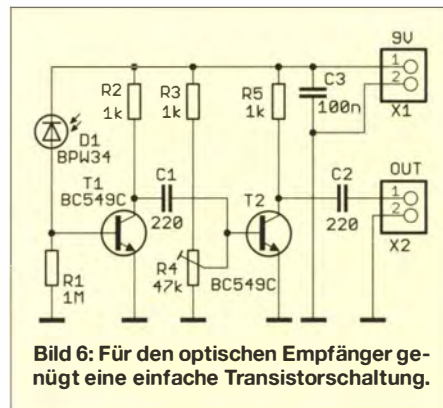 9V
1
2
X1
R2
1k
R3
1k
R5
1k
C3
100n
D1
BPW34
T1
BC549C
C1
220
T2
C2
220
OUT
1
2
X2
R1
1M
R4
47k
BC549C
Bild 6: Für den optischen Empfänger ge-
nügt eine einfache Transistorschaltung.